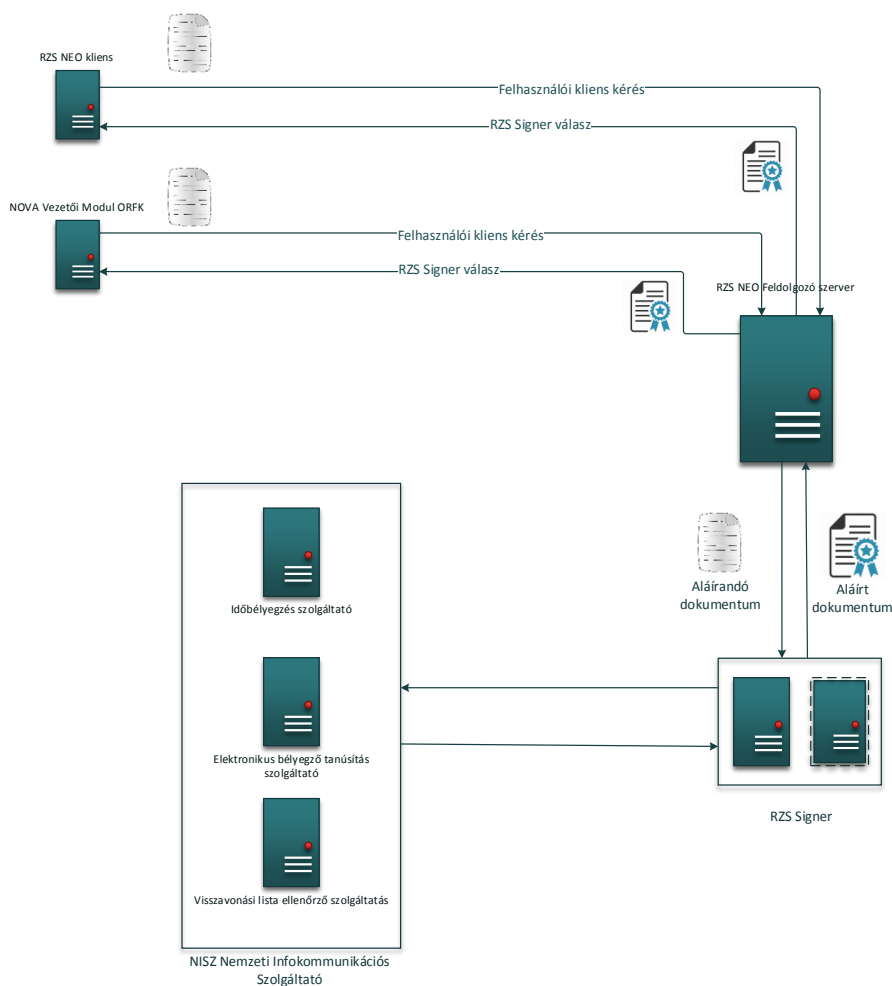 RZS NEO kliens
Felhasználói kliens kérés
RZS Signer válasz
NOVA Vezetői Modul ORFK
Felhasználói kliens kérés
RZS Signer válasz
RZS NEO Feldolgozó szerver
Aláírandó
dokumentum
Aláírt
dokumentum
Időbélyegzés szolgáltató
Elektronikus bélyegző tanúsítás
szolgáltató
Visszavonási lista ellenőrző szolgáltatás
RZS Signer
NISZ Nemzeti Infokommunikációs
Szolgáltató